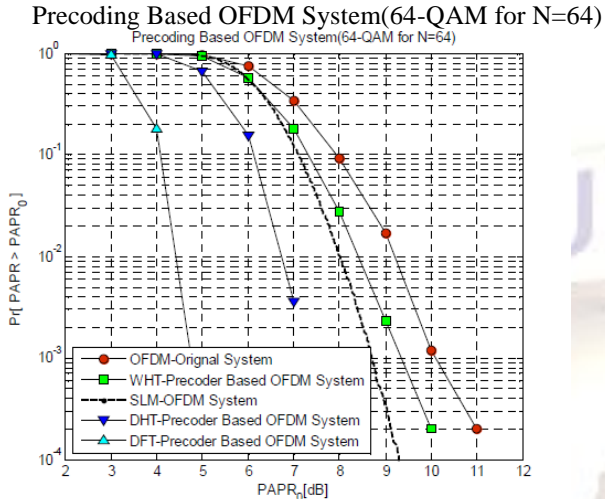 Precoding Based OFDM System(64-QAM for N=64)
Precoding Based OFDM System(64-QAM for N=64)
10^0
10^-1
10^-2
10^-3
10^-4
Pr[ PAPR > PAPR_0 ]
OFDM-Orignal System
WHT-Precoder Based OFDM System
SLM-OFDM System
DHT-Precoder Based OFDM System
DFT-Precoder Based OFDM System
2 3 4 5 6 7 8 9 10 11 12
PAPR_0[dB]